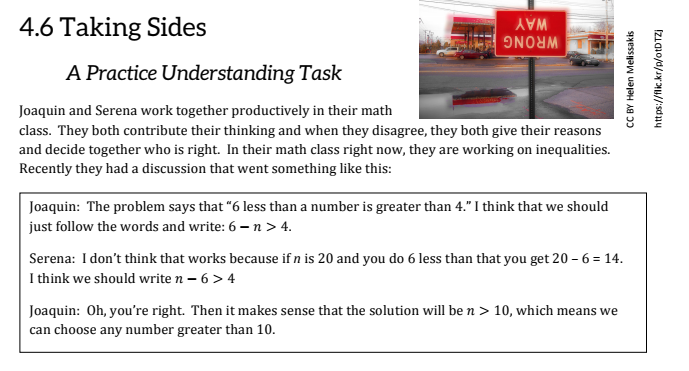 4.6 Taking Sides
A Practice Understanding Task
WRONG
WAY
CC BY Helen Melissakis
https://flic.kr/p/otDTZj
Joaquin and Serena work together productively in their math
class.  They both contribute their thinking and when they disagree, they both give their reasons
and decide together who is right.  In their math class right now, they are working on inequalities.
Recently they had a discussion that went something like this:
Joaquin:  The problem says that “6 less than a number is greater than 4.” I think that we should
just follow the words and write: 6 − n > 4.
Serena:  I don’t think that works because if n is 20 and you do 6 less than that you get 20 – 6 = 14.
I think we should write n − 6 > 4
Joaquin:  Oh, you’re right.  Then it makes sense that the solution will be n > 10, which means we
can choose any number greater than 10.